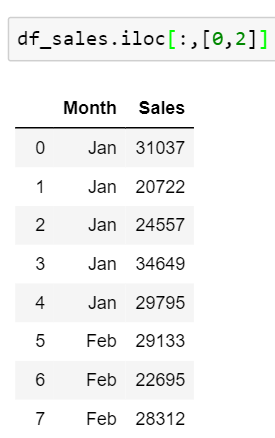 df_sales.iloc[:,[0,2]]
Month Sales
0 Jan 31037
1 Jan 20722
2 Jan 24557
3 Jan 34649
4 Jan 29795
5 Feb 29133
6 Feb 22695
7 Feb 28312